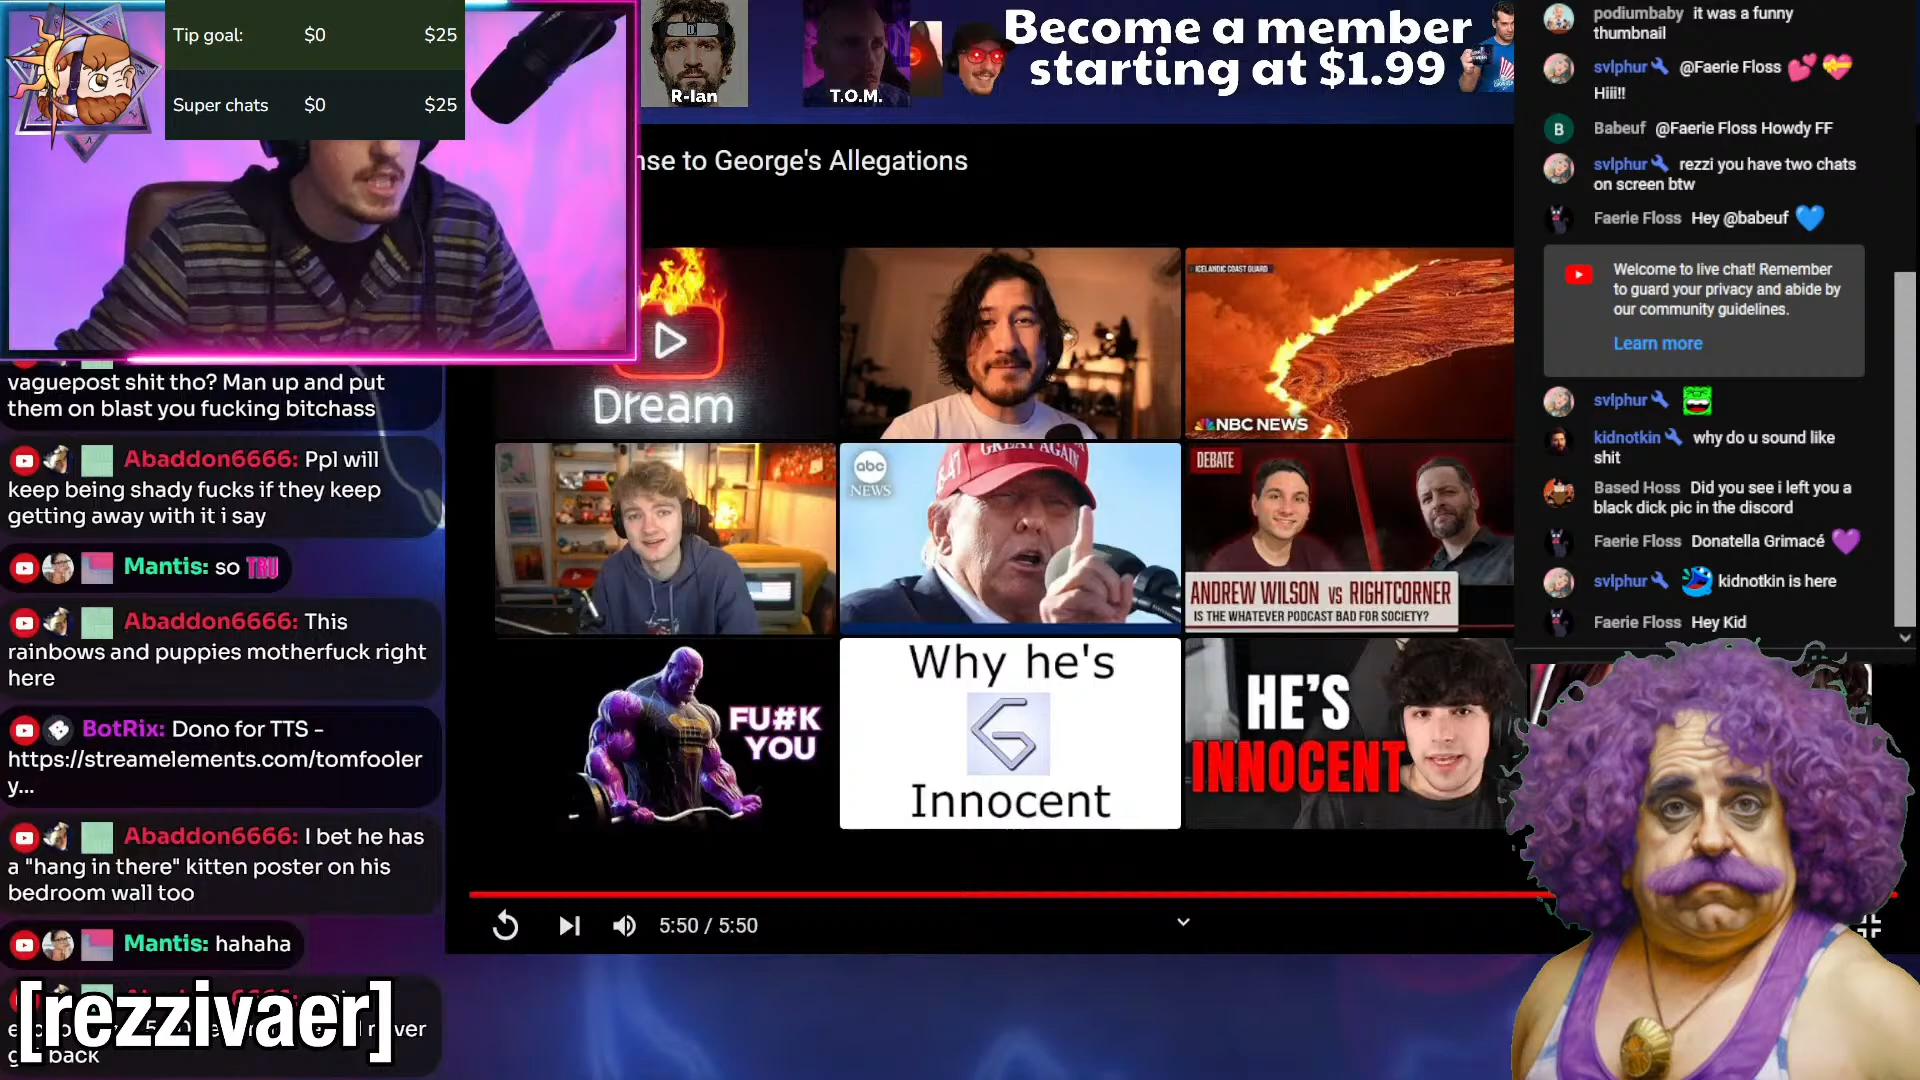 Tip goal: $0 $25
Super chats $0 $25
R-Ian
T.O.M.
Become a member
starting at $1.99
nse to George's Allegations
Dream
ICELANDIC COAST GUARD
NBC NEWS
abc
NEWS
GREAT AGAIN
5-47
DEBATE
ANDREW WILSON VS RIGHTCORNER
IS THE WHATEVER PODCAST BAD FOR SOCIETY?
FU#K
YOU
Why he's
G
Innocent
HE'S
INNOCENT
5:50 / 5:50
vaguepost shit tho? Man up and put
them on blast you fucking bitchass
Abaddon6666: Ppl will
keep being shady fucks if they keep
getting away with it i say
Mantis: so TRU
Abaddon6666: This
rainbows and puppies motherfuck right
here
BotRix: Dono for TTS -
https://streamelements.com/tomfooler
y...
Abaddon6666: I bet he has
a "hang in there" kitten poster on his
bedroom wall too
Mantis: hahaha
[rezzivaer]
back
podiumbaby it was a funny
thumbnail
svlphur @Faerie Floss
Hiii!!
B
Babeuf @Faerie Floss Howdy FF
svlphur rezzi you have two chats
on screen btw
Faerie Floss Hey @babeuf
Welcome to live chat! Remember
to guard your privacy and abide by
our community guidelines.
Learn more
svlphur
kidnotkin why do u sound like
shit
Based Hoss Did you see i left you a
black dick pic in the discord
Faerie Floss Donatella Grimacé
svlphur kidnotkin is here
Faerie Floss Hey Kid